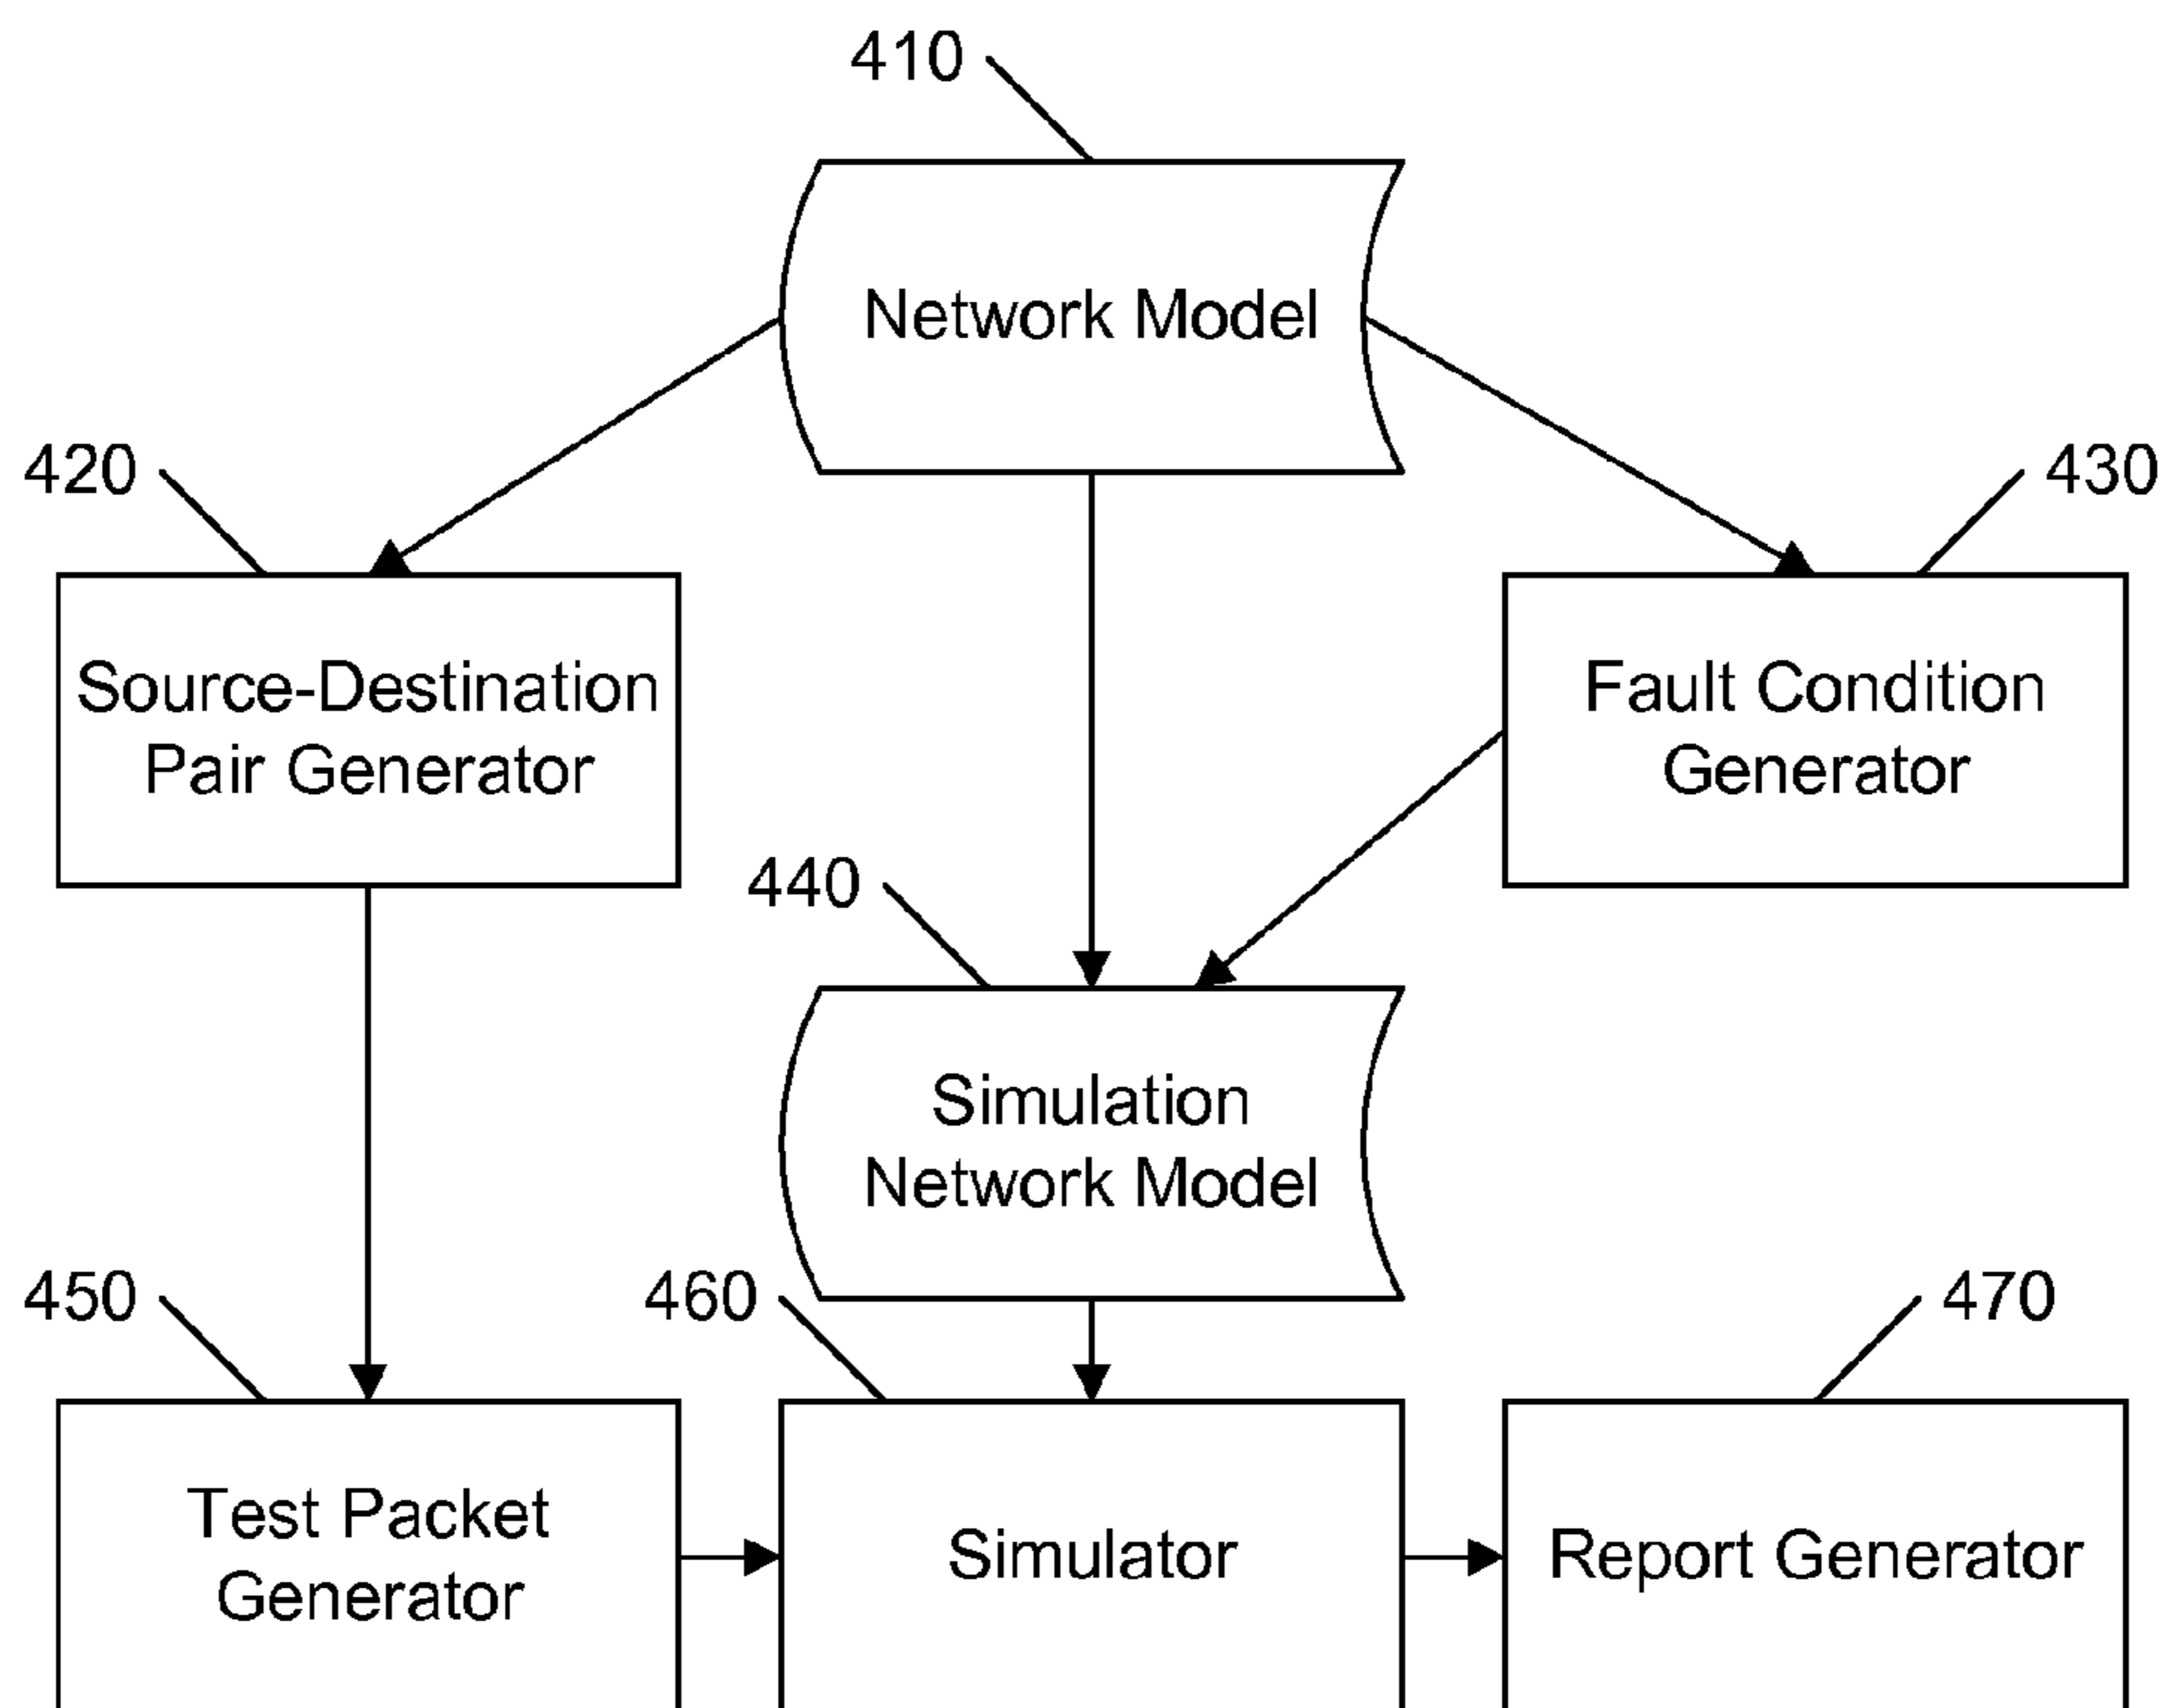 410
Network Model
420
430
Source-Destination
Pair Generator
Fault Condition
Generator
440
Simulation
Network Model
450
460
470
Test Packet
Generator
Simulator
Report Generator